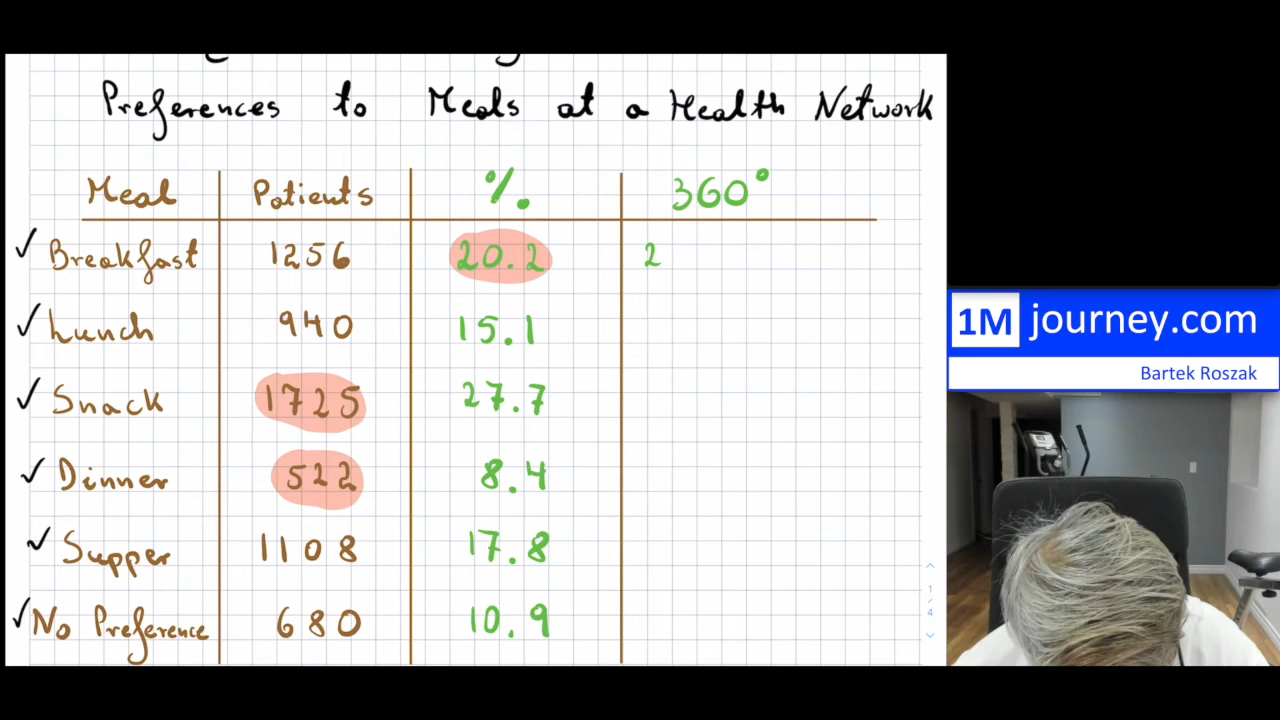 Preferences to Meals at a Health Network
Meal Patients % 360°
✓ Breakfast 1256 20.2 2
✓ Lunch 940 15.1
✓ Snack 1725 27.7
✓ Dinner 522 8.4
✓ Supper 1108 17.8
✓ No Preference 680 10.9
1M journey.com
Bartek Roszak
1
/
4